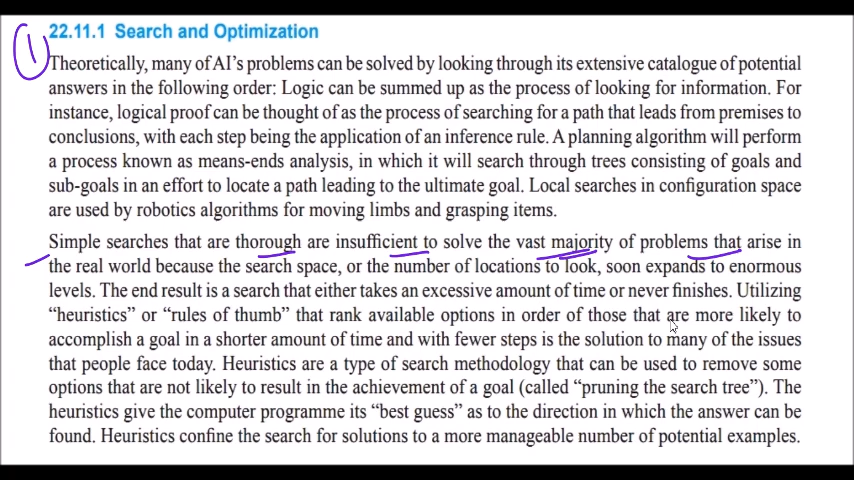 1
22.11.1 Search and Optimization
Theoretically, many of AI's problems can be solved by looking through its extensive catalogue of potential
answers in the following order: Logic can be summed up as the process of looking for information. For
instance, logical proof can be thought of as the process of searching for a path that leads from premises to
conclusions, with each step being the application of an inference rule. A planning algorithm will perform
a process known as means-ends analysis, in which it will search through trees consisting of goals and
sub-goals in an effort to locate a path leading to the ultimate goal. Local searches in configuration space
are used by robotics algorithms for moving limbs and grasping items.
Simple searches that are thorough are insufficient to solve the vast majority of problems that arise in
the real world because the search space, or the number of locations to look, soon expands to enormous
levels. The end result is a search that either takes an excessive amount of time or never finishes. Utilizing
"heuristics" or "rules of thumb" that rank available options in order of those that are more likely to
accomplish a goal in a shorter amount of time and with fewer steps is the solution to many of the issues
that people face today. Heuristics are a type of search methodology that can be used to remove some
options that are not likely to result in the achievement of a goal (called "pruning the search tree"). The
heuristics give the computer programme its "best guess" as to the direction in which the answer can be
found. Heuristics confine the search for solutions to a more manageable number of potential examples.